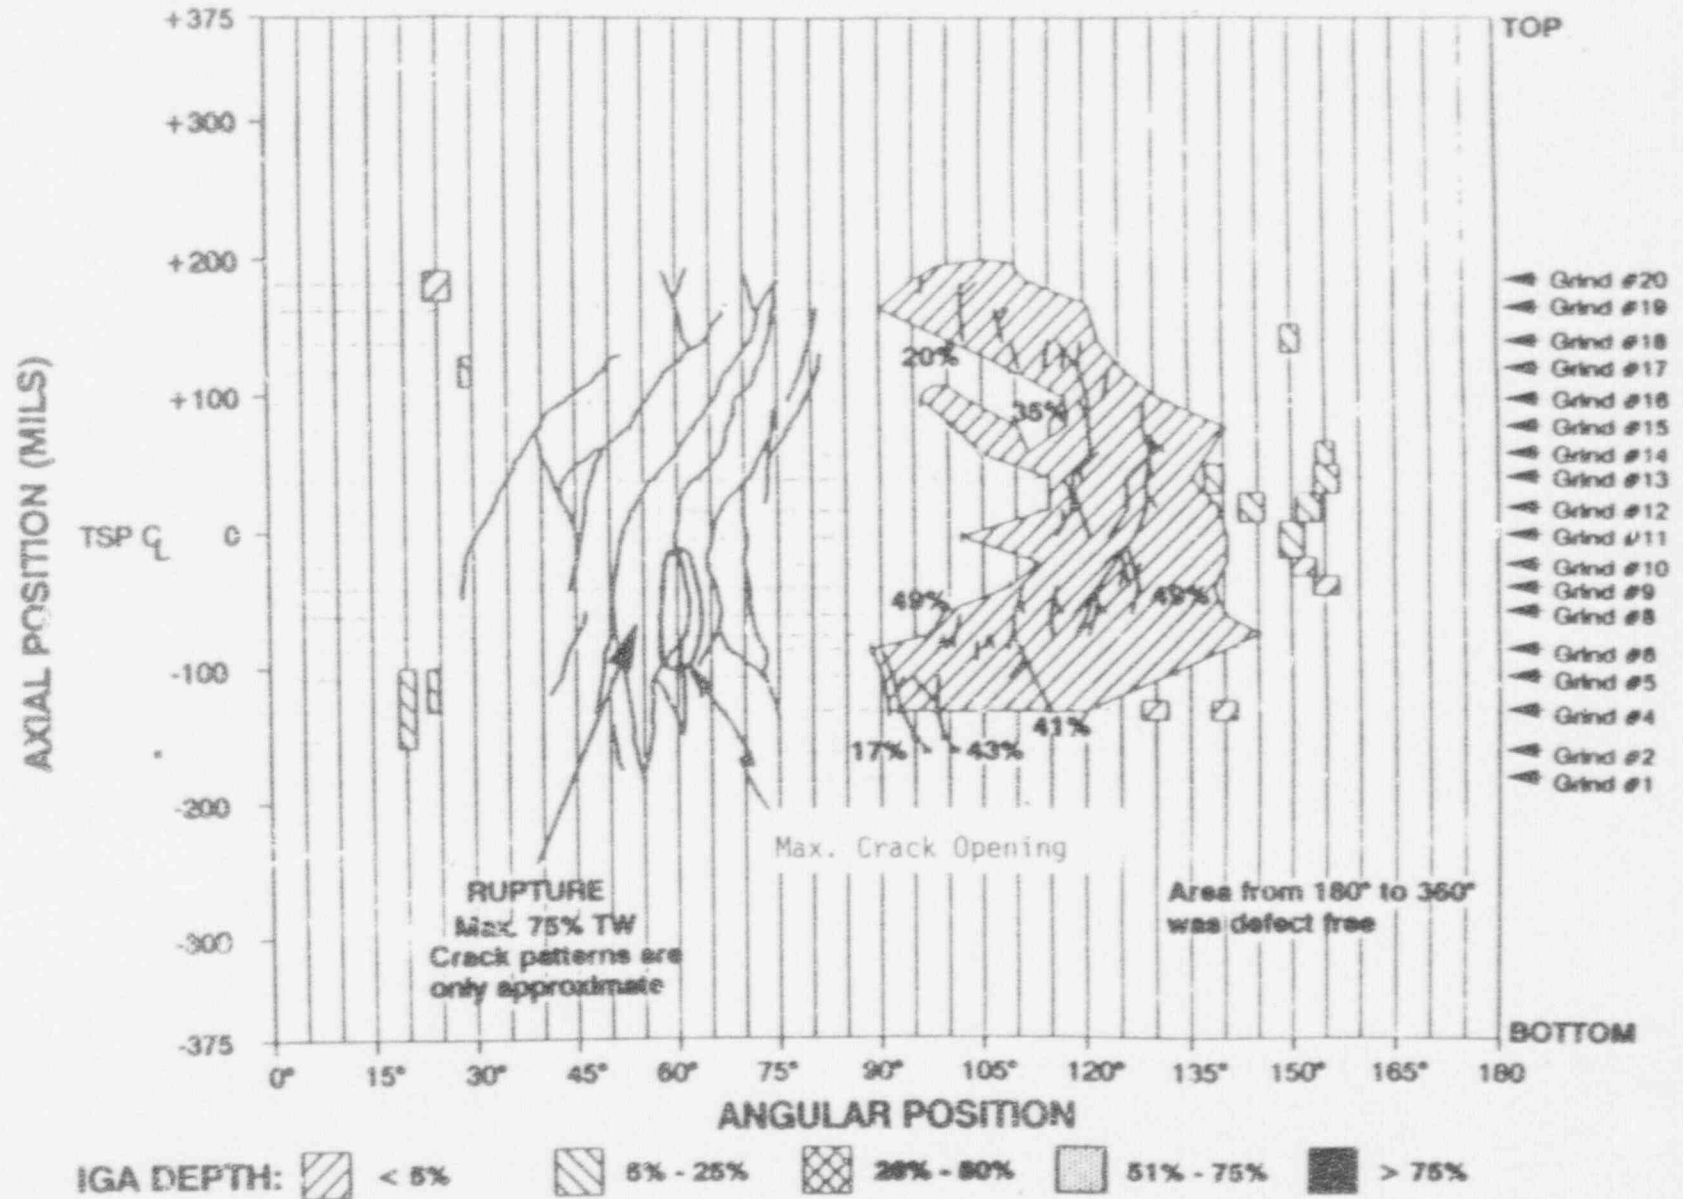 +375
TOP
+300
+200
+100
TSP C L 0
-100
-200
-300
-375
BOTTOM
AXIAL POSITION (MILS)
Grind #20
Grind #19
Grind #18
Grind #17
Grind #16
Grind #15
Grind #14
Grind #13
Grind #12
Grind #11
Grind #10
Grind #9
Grind #8
Grind #6
Grind #5
Grind #4
Grind #2
Grind #1
20%
35%
49%
49%
41%
17%
43%
Max. Crack Opening
RUPTURE
Max. 75% TW
Crack patterns are
only approximate
Area from 180° to 360°
was defect free
0° 15° 30° 45° 60° 75° 90° 105° 120° 135° 150° 165° 180
ANGULAR POSITION
IGA DEPTH: < 5% 5% - 25% 26% - 50% 51% - 75% > 75%